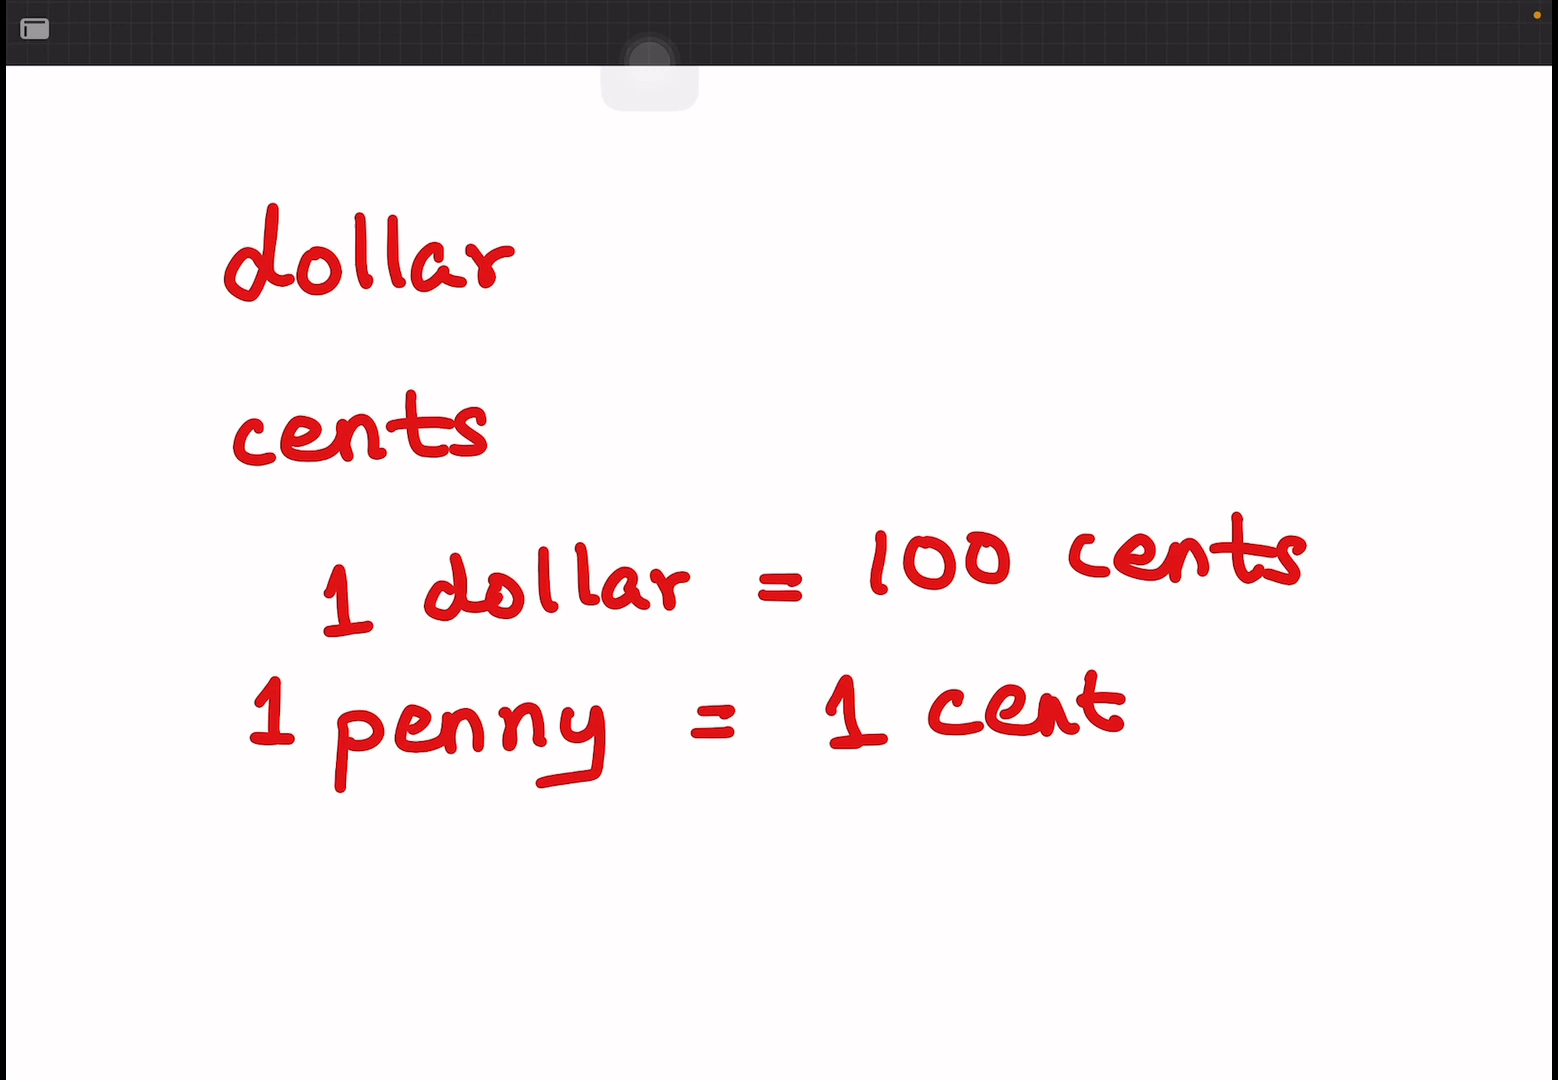 dollar
cents
1 dollar = 100 cents
1 penny = 1 cent